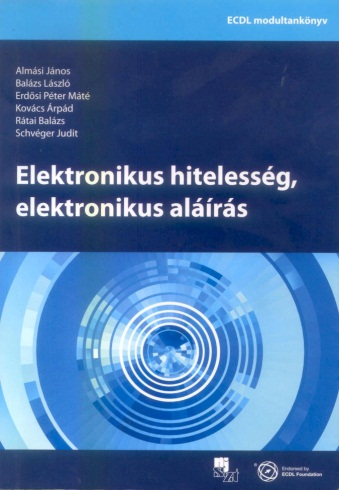 ECDL modultankönyv
Almási János
Balázs László
Erdősi Péter Máté
Kovács Árpád
Rátai Balázs
Schvéger Judit
Elektronikus hitelesség,
elektronikus aláírás
Endorsed by
ECDL Foundation